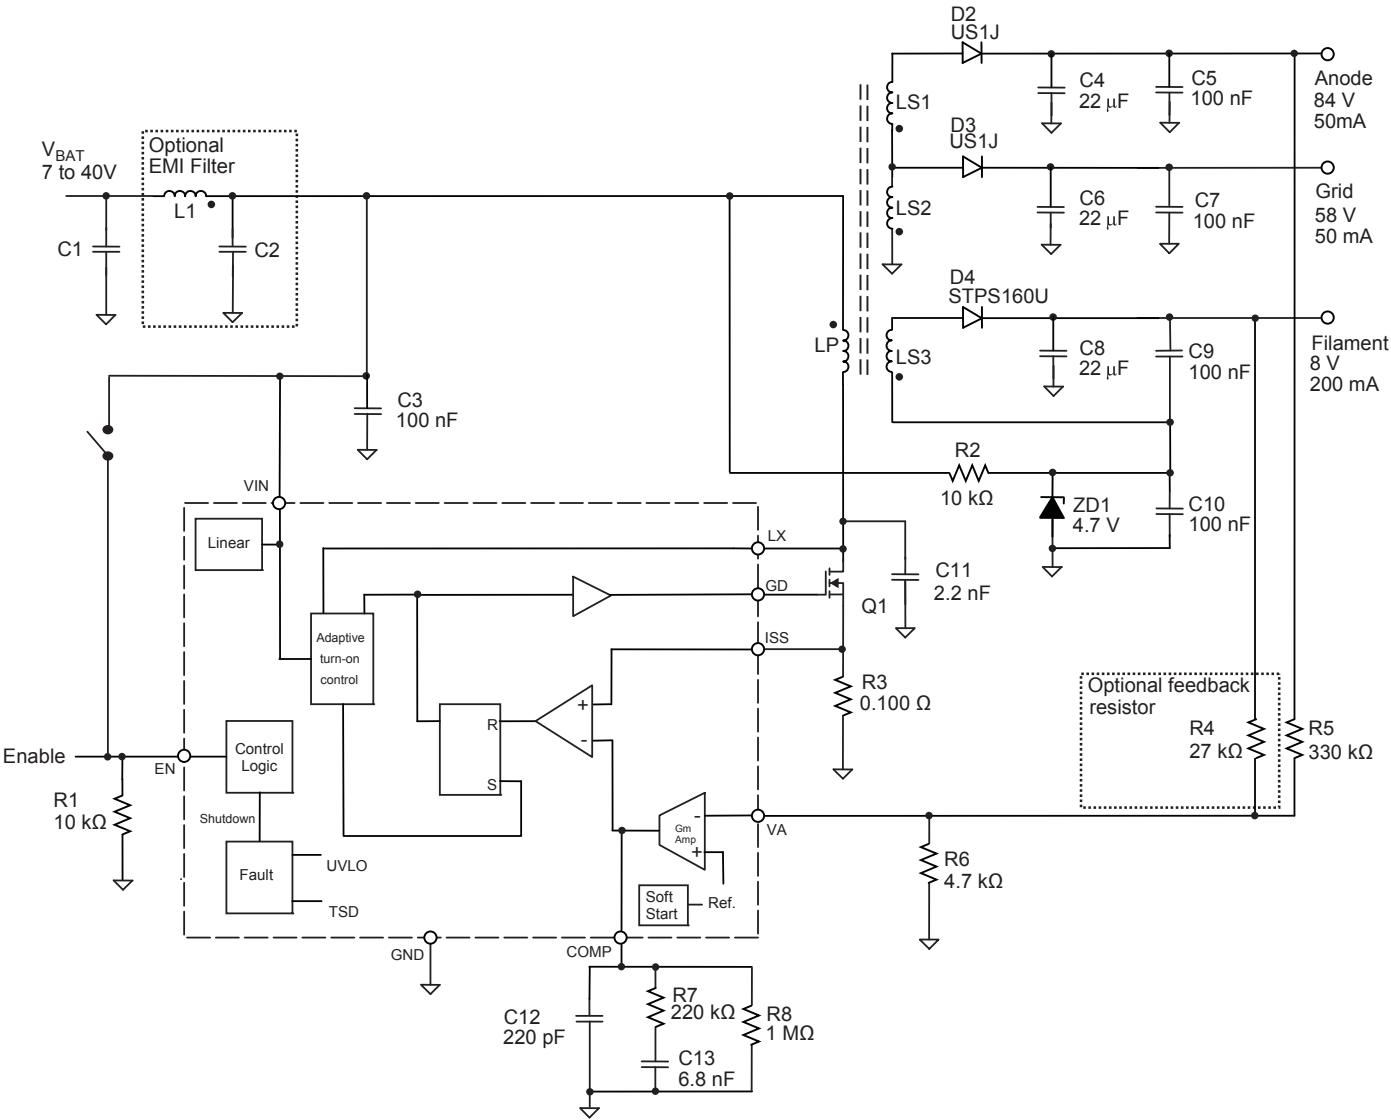 D2
US1J
C4
22 µF
C5
100 nF
Anode
84 V
50mA
LS1
D3
US1J
V_BAT
7 to 40V
Optional
EMI Filter
L1
C1
C2
LS2
C6
22 µF
C7
100 nF
Grid
58 V
50 mA
D4
STPS160U
LP
LS3
C8
22 µF
C9
100 nF
Filament
8 V
200 mA
C3
100 nF
R2
10 kΩ
ZD1
4.7 V
C10
100 nF
VIN
Linear
LX
GD
ISS
C11
2.2 nF
Q1
Adaptive
turn-on
control
R3
0.100 Ω
Optional feedback
resistor
R4
27 kΩ
R5
330 kΩ
R
S
+
-
Enable
EN
Control
Logic
R1
10 kΩ
Shutdown
Fault
UVLO
TSD
Gm
Amp
-
+
VA
Soft
Start
Ref.
R6
4.7 kΩ
GND
COMP
C12
220 pF
R7
220 kΩ
R8
1 MΩ
C13
6.8 nF